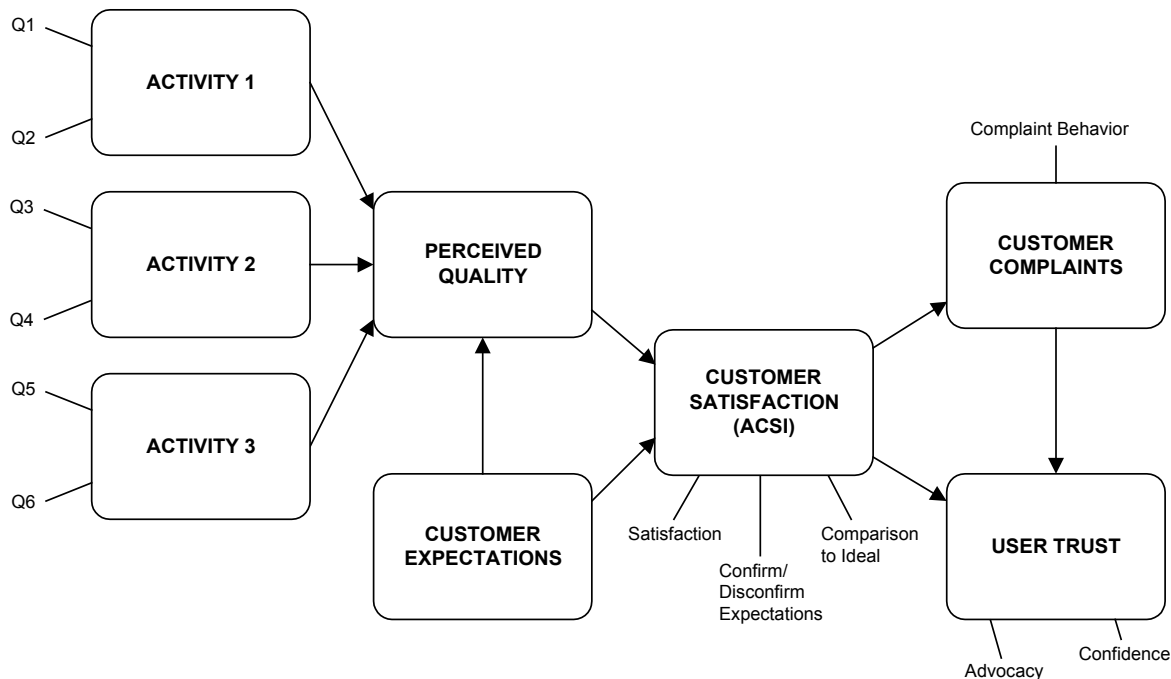 Q1
ACTIVITY 1
Q2
Complaint Behavior
Q3
ACTIVITY 2
Q4
PERCEIVED
QUALITY
CUSTOMER
COMPLAINTS
Q5
ACTIVITY 3
Q6
CUSTOMER
SATISFACTION
(ACSI)
CUSTOMER
EXPECTATIONS
Satisfaction
Confirm/
Disconfirm
Expectations
Comparison
to Ideal
USER TRUST
Advocacy
Confidence